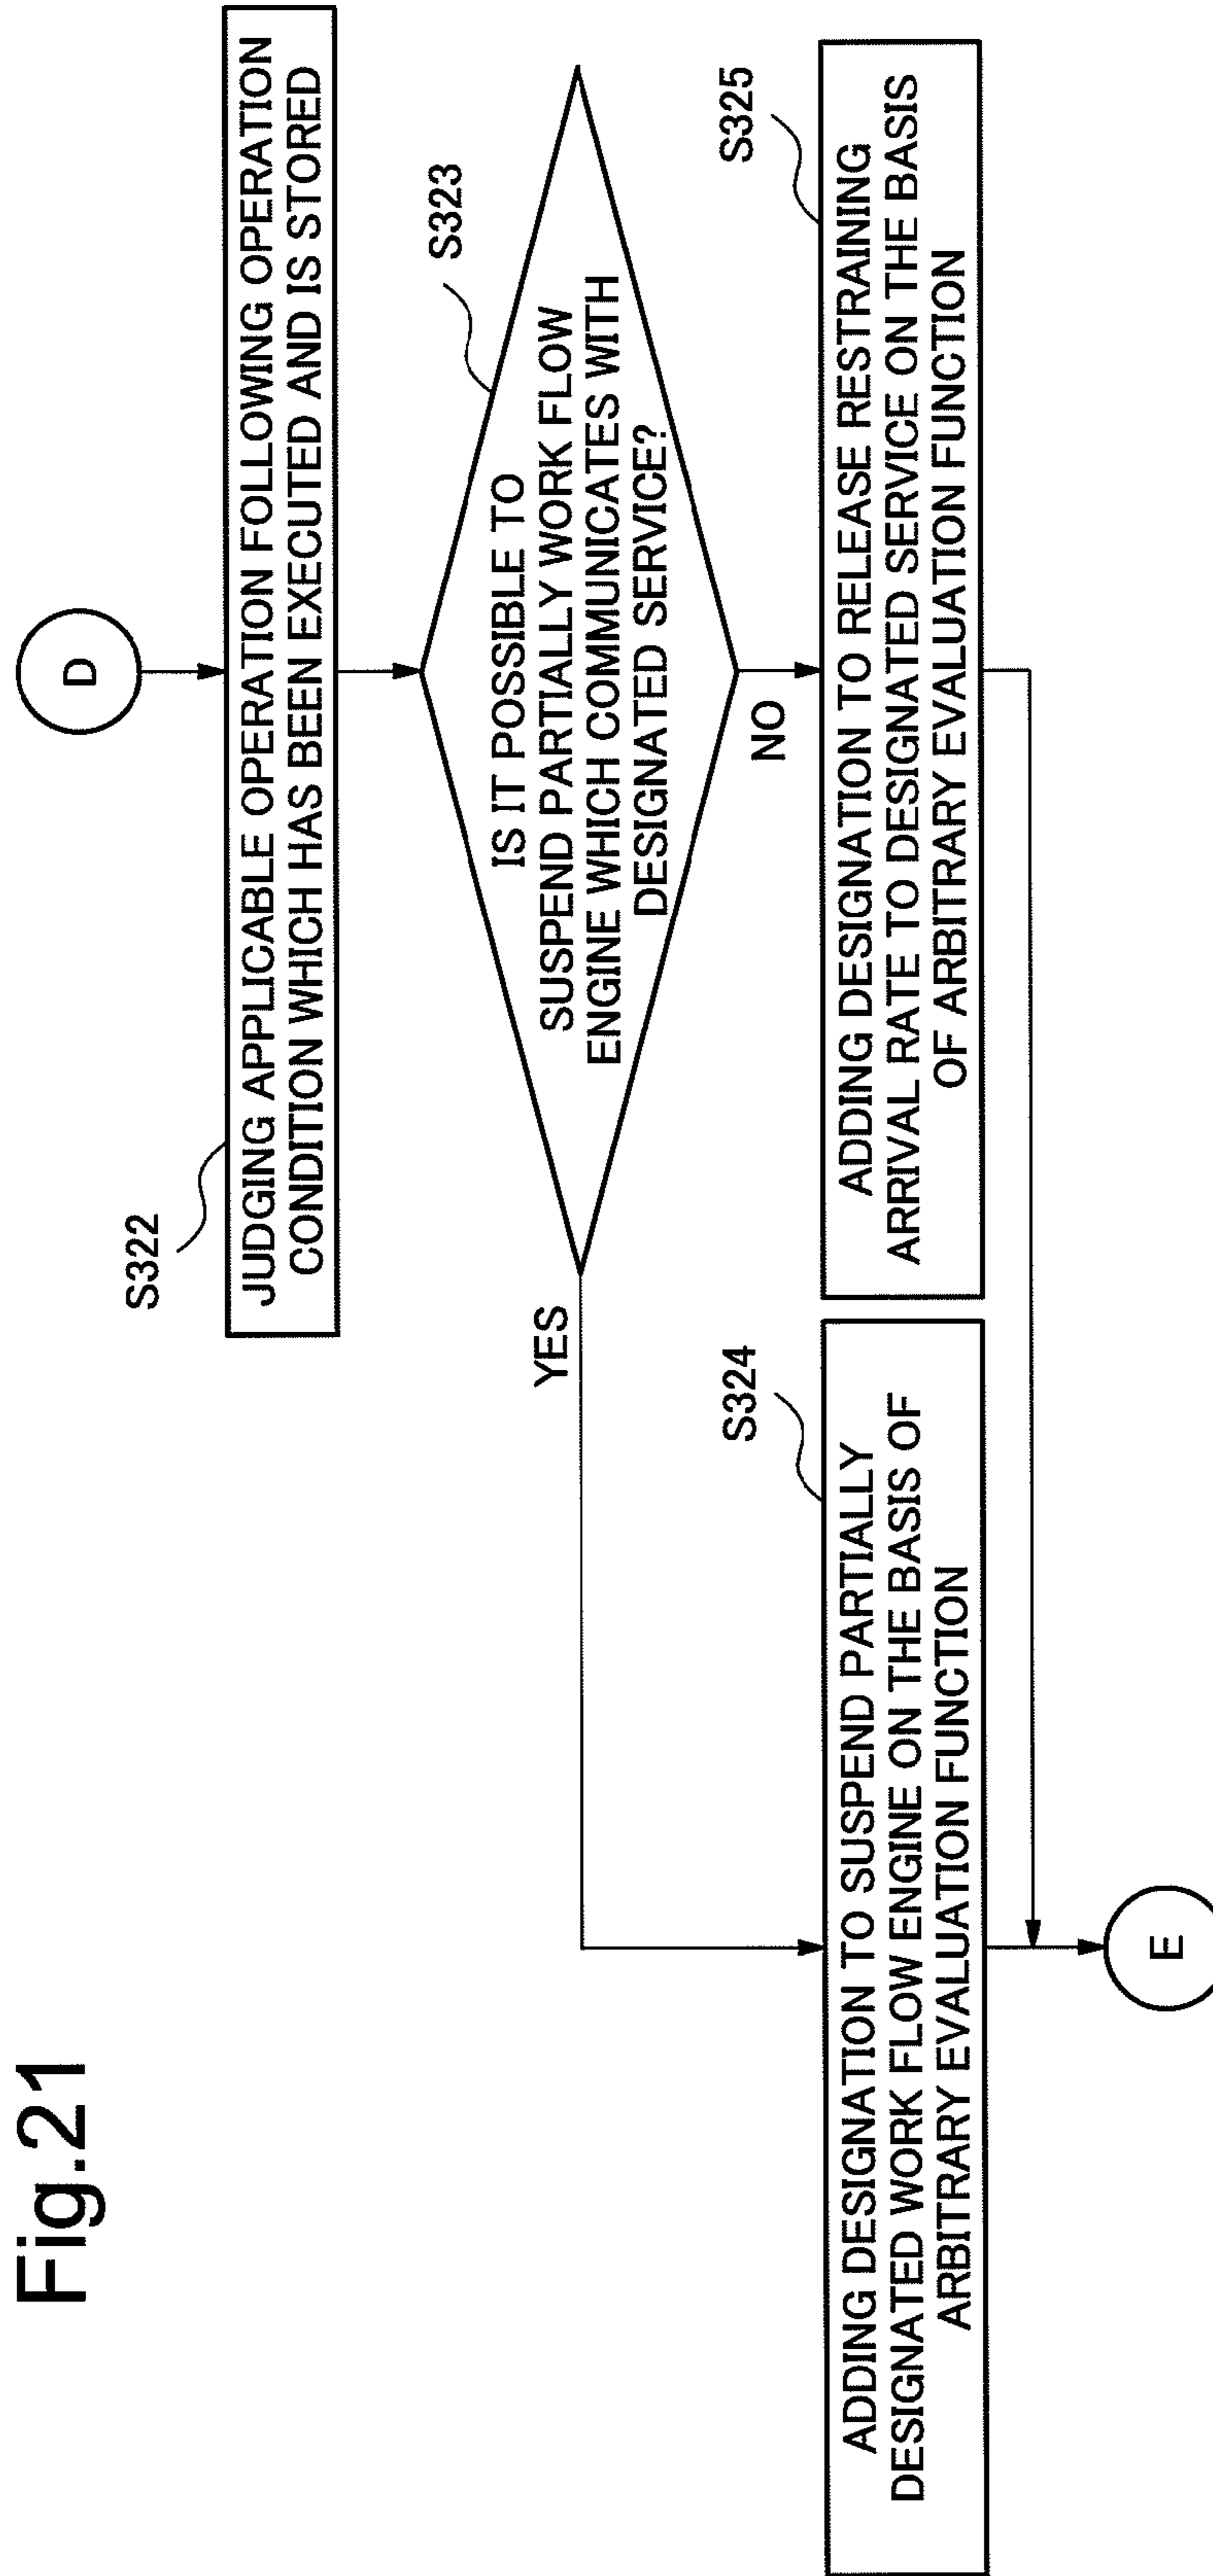 Fig.21
D
S322
JUDGING APPLICABLE OPERATION FOLLOWING OPERATION
CONDITION WHICH HAS BEEN EXECUTED AND IS STORED
S323
IS IT POSSIBLE TO
SUSPEND PARTIALLY WORK FLOW
ENGINE WHICH COMMUNICATES WITH
DESIGNATED SERVICE?
YES
NO
S324
ADDING DESIGNATION TO SUSPEND PARTIALLY
DESIGNATED WORK FLOW ENGINE ON THE BASIS OF
ARBITRARY EVALUATION FUNCTION
S325
ADDING DESIGNATION TO RELEASE RESTRAINING
ARRIVAL RATE TO DESIGNATED SERVICE ON THE BASIS
OF ARBITRARY EVALUATION FUNCTION
E